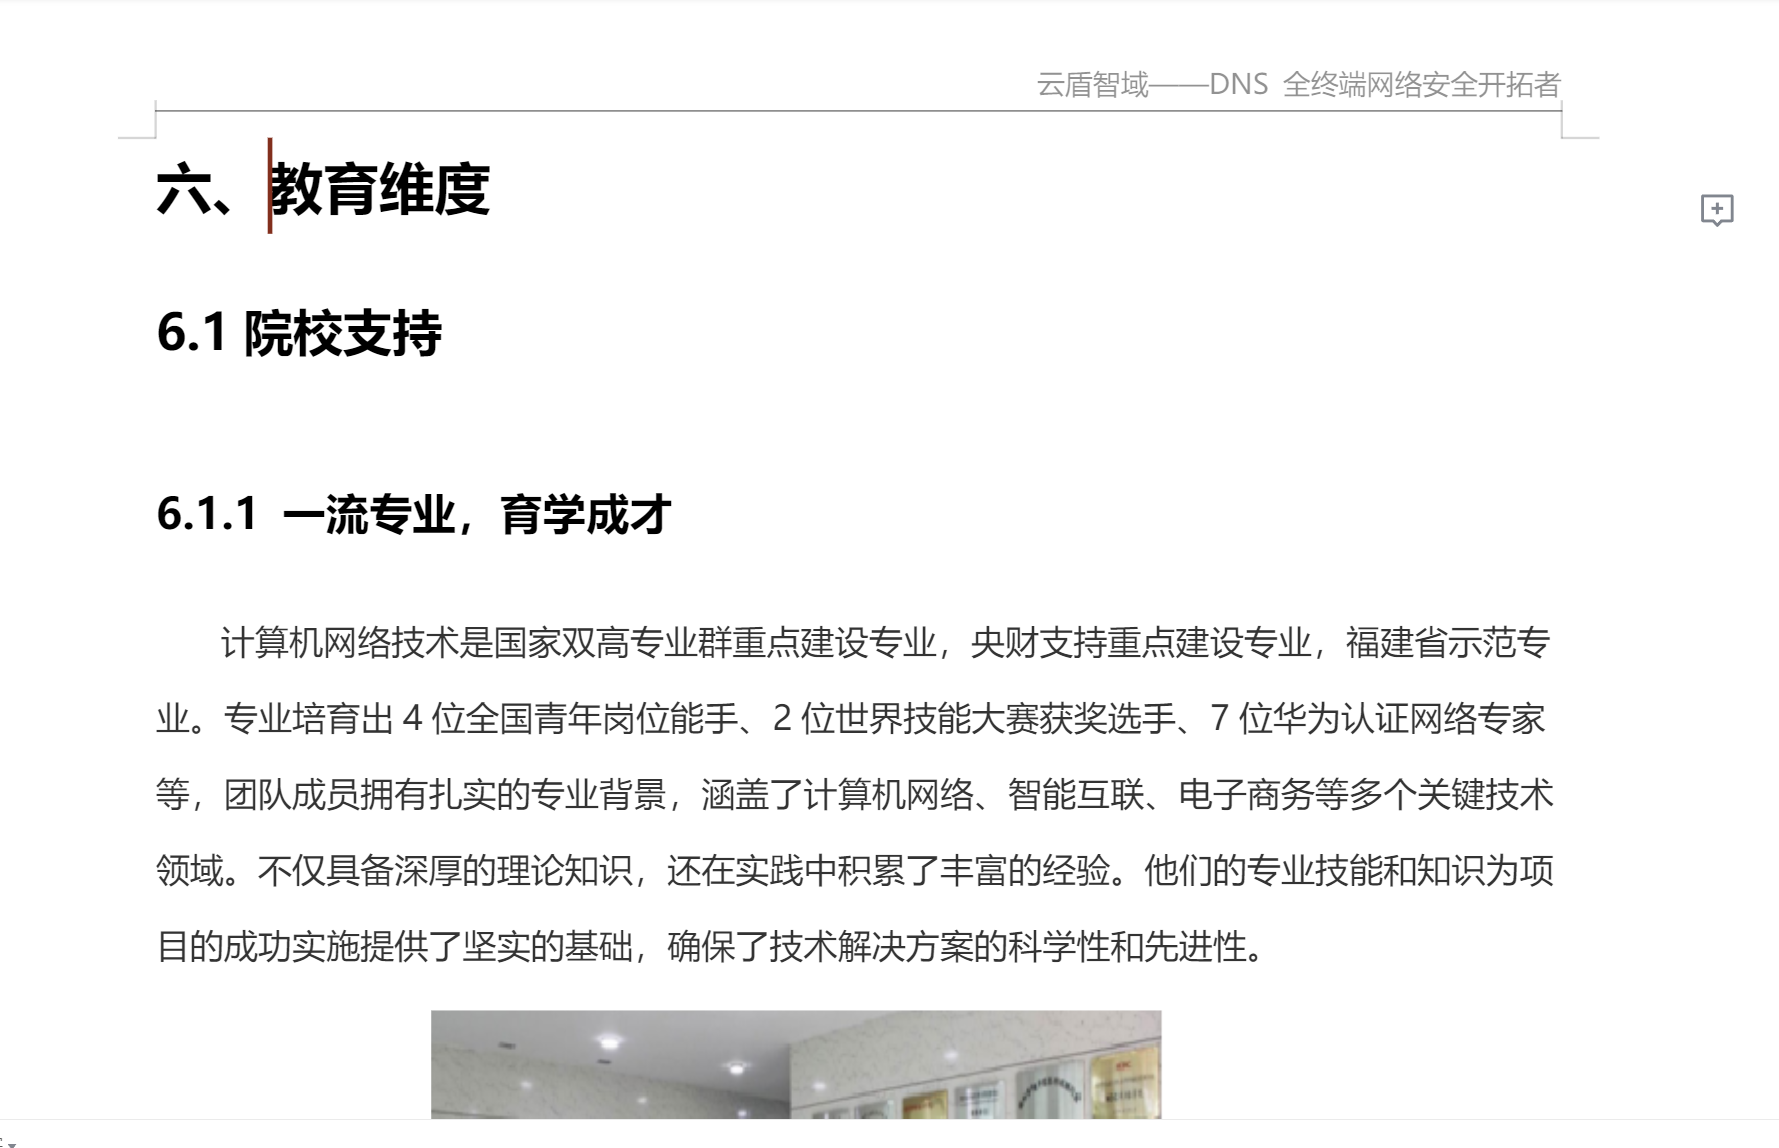 云盾智域——DNS 全终端网络安全开拓者
六、教育维度
6.1 院校支持
6.1.1 一流专业，育学成才
计算机网络技术是国家双高专业群重点建设专业，央财支持重点建设专业，福建省示范专
业。专业培育出 4 位全国青年岗位能手、2 位世界技能大赛获奖选手、7 位华为认证网络专家
等，团队成员拥有扎实的专业背景，涵盖了计算机网络、智能互联、电子商务等多个关键技术
领域。不仅具备深厚的理论知识，还在实践中积累了丰富的经验。他们的专业技能和知识为项
目的成功实施提供了坚实的基础，确保了技术解决方案的科学性和先进性。